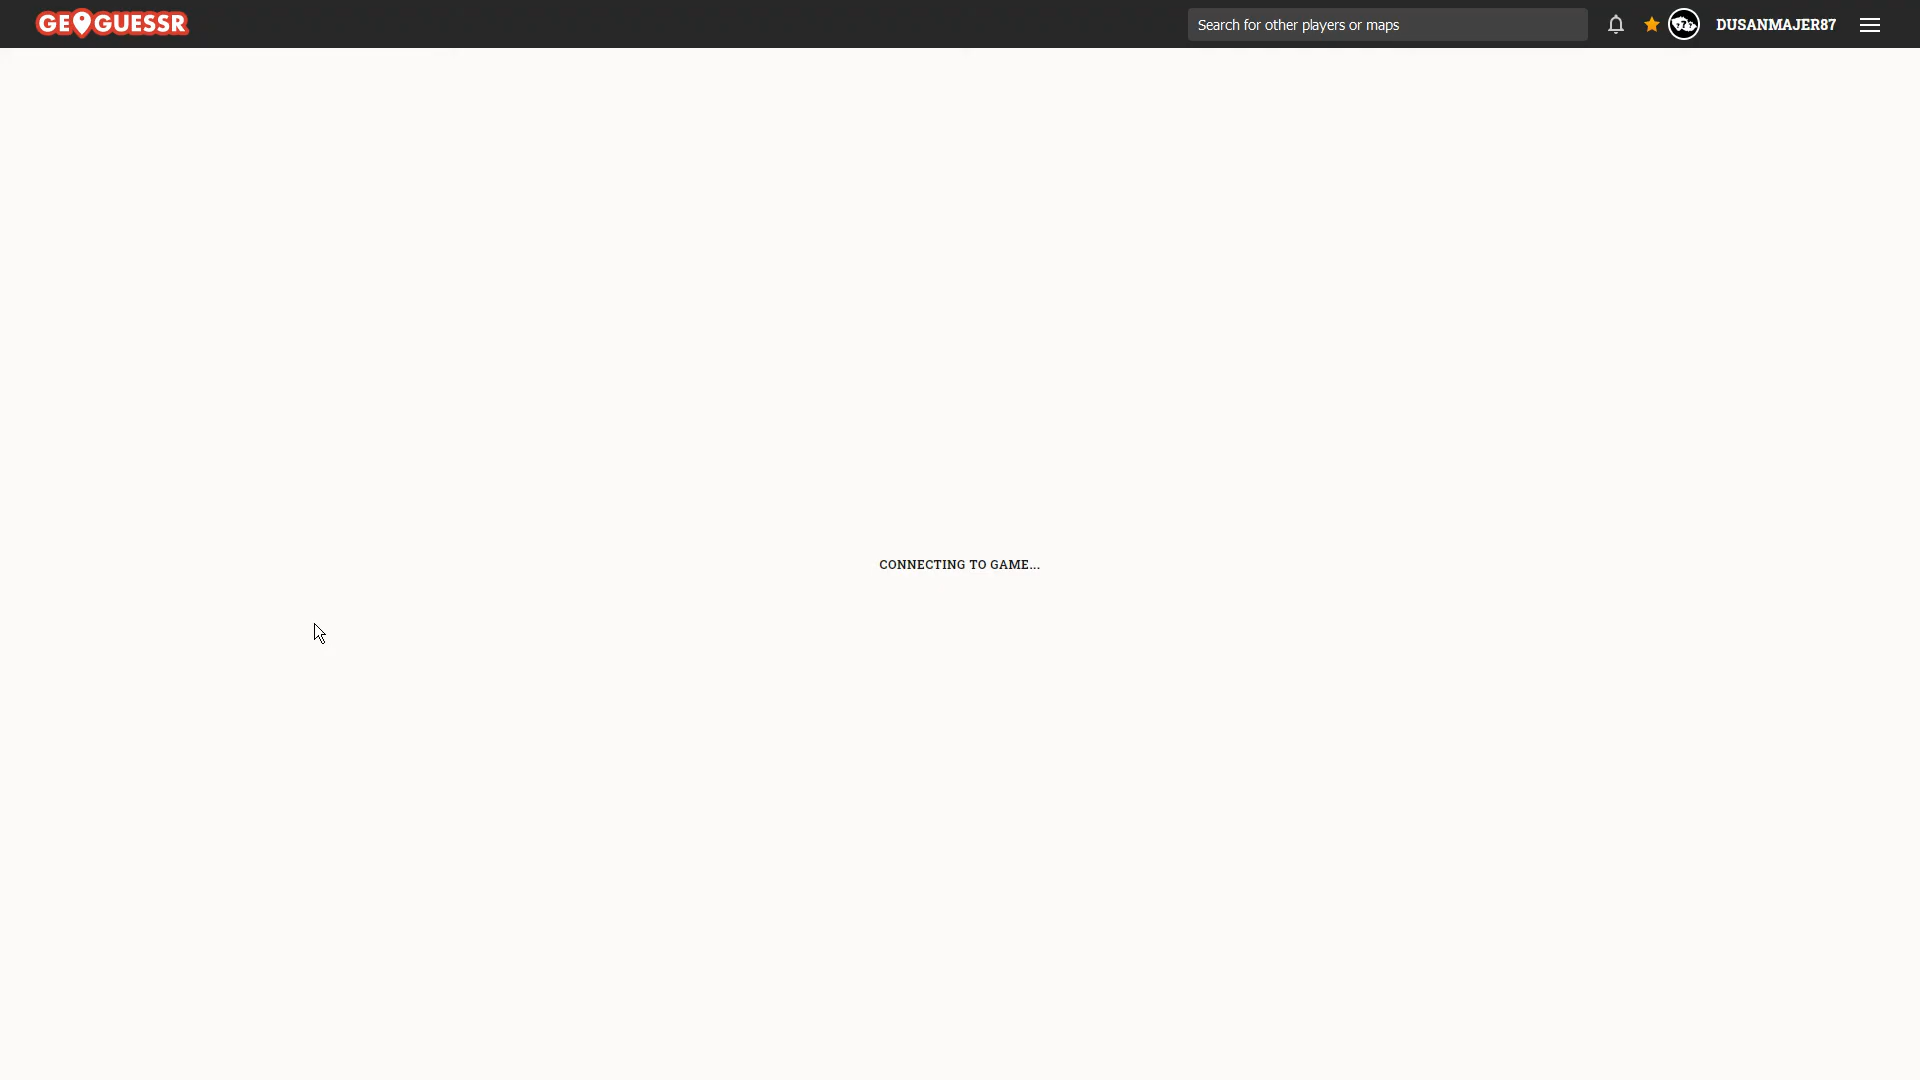 GEOGUESSR
Search for other players or maps
DUSANMAJER87
CONNECTING TO GAME...